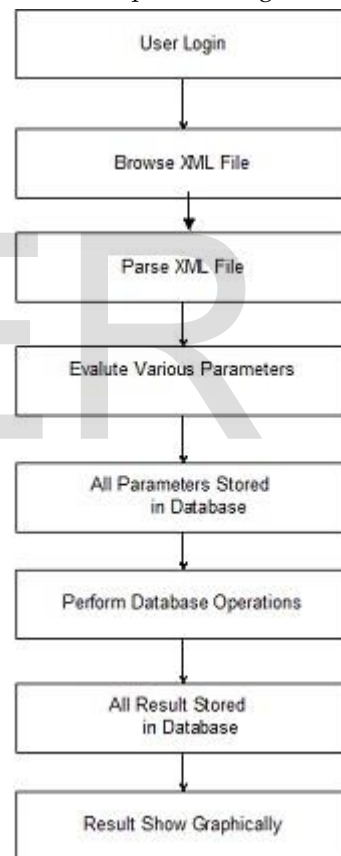 User Login
Browse XML File
Parse XML File
ER
Evalute Various Parameters
All Parameters Stored
in Database
Perform Database Operations
All Result Stored
in Database
Result Show Graphically